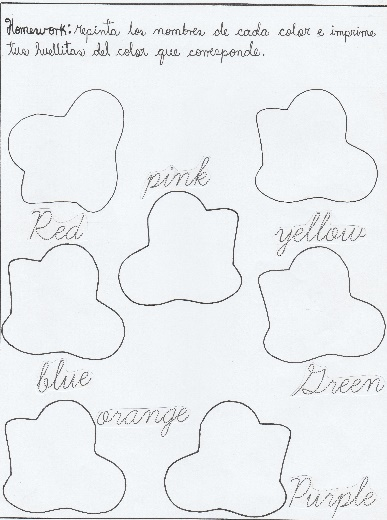 Homework: repinta los nombres de cada color e imprime
tus huellitas del color que corresponde.
pink
Red
yellow
blue
Green
orange
Purple